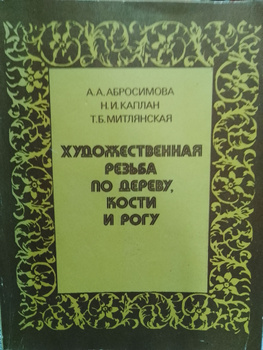 А.А.АБРОСИМОВА
Н.И.КАПЛАН
Т.Б.МИТЛЯНСКАЯ
ХУДОЖЕСТВЕННАЯ
РЕЗЬБА
ПО ДЕРЕВУ,
КОСТИ
И РОГУ